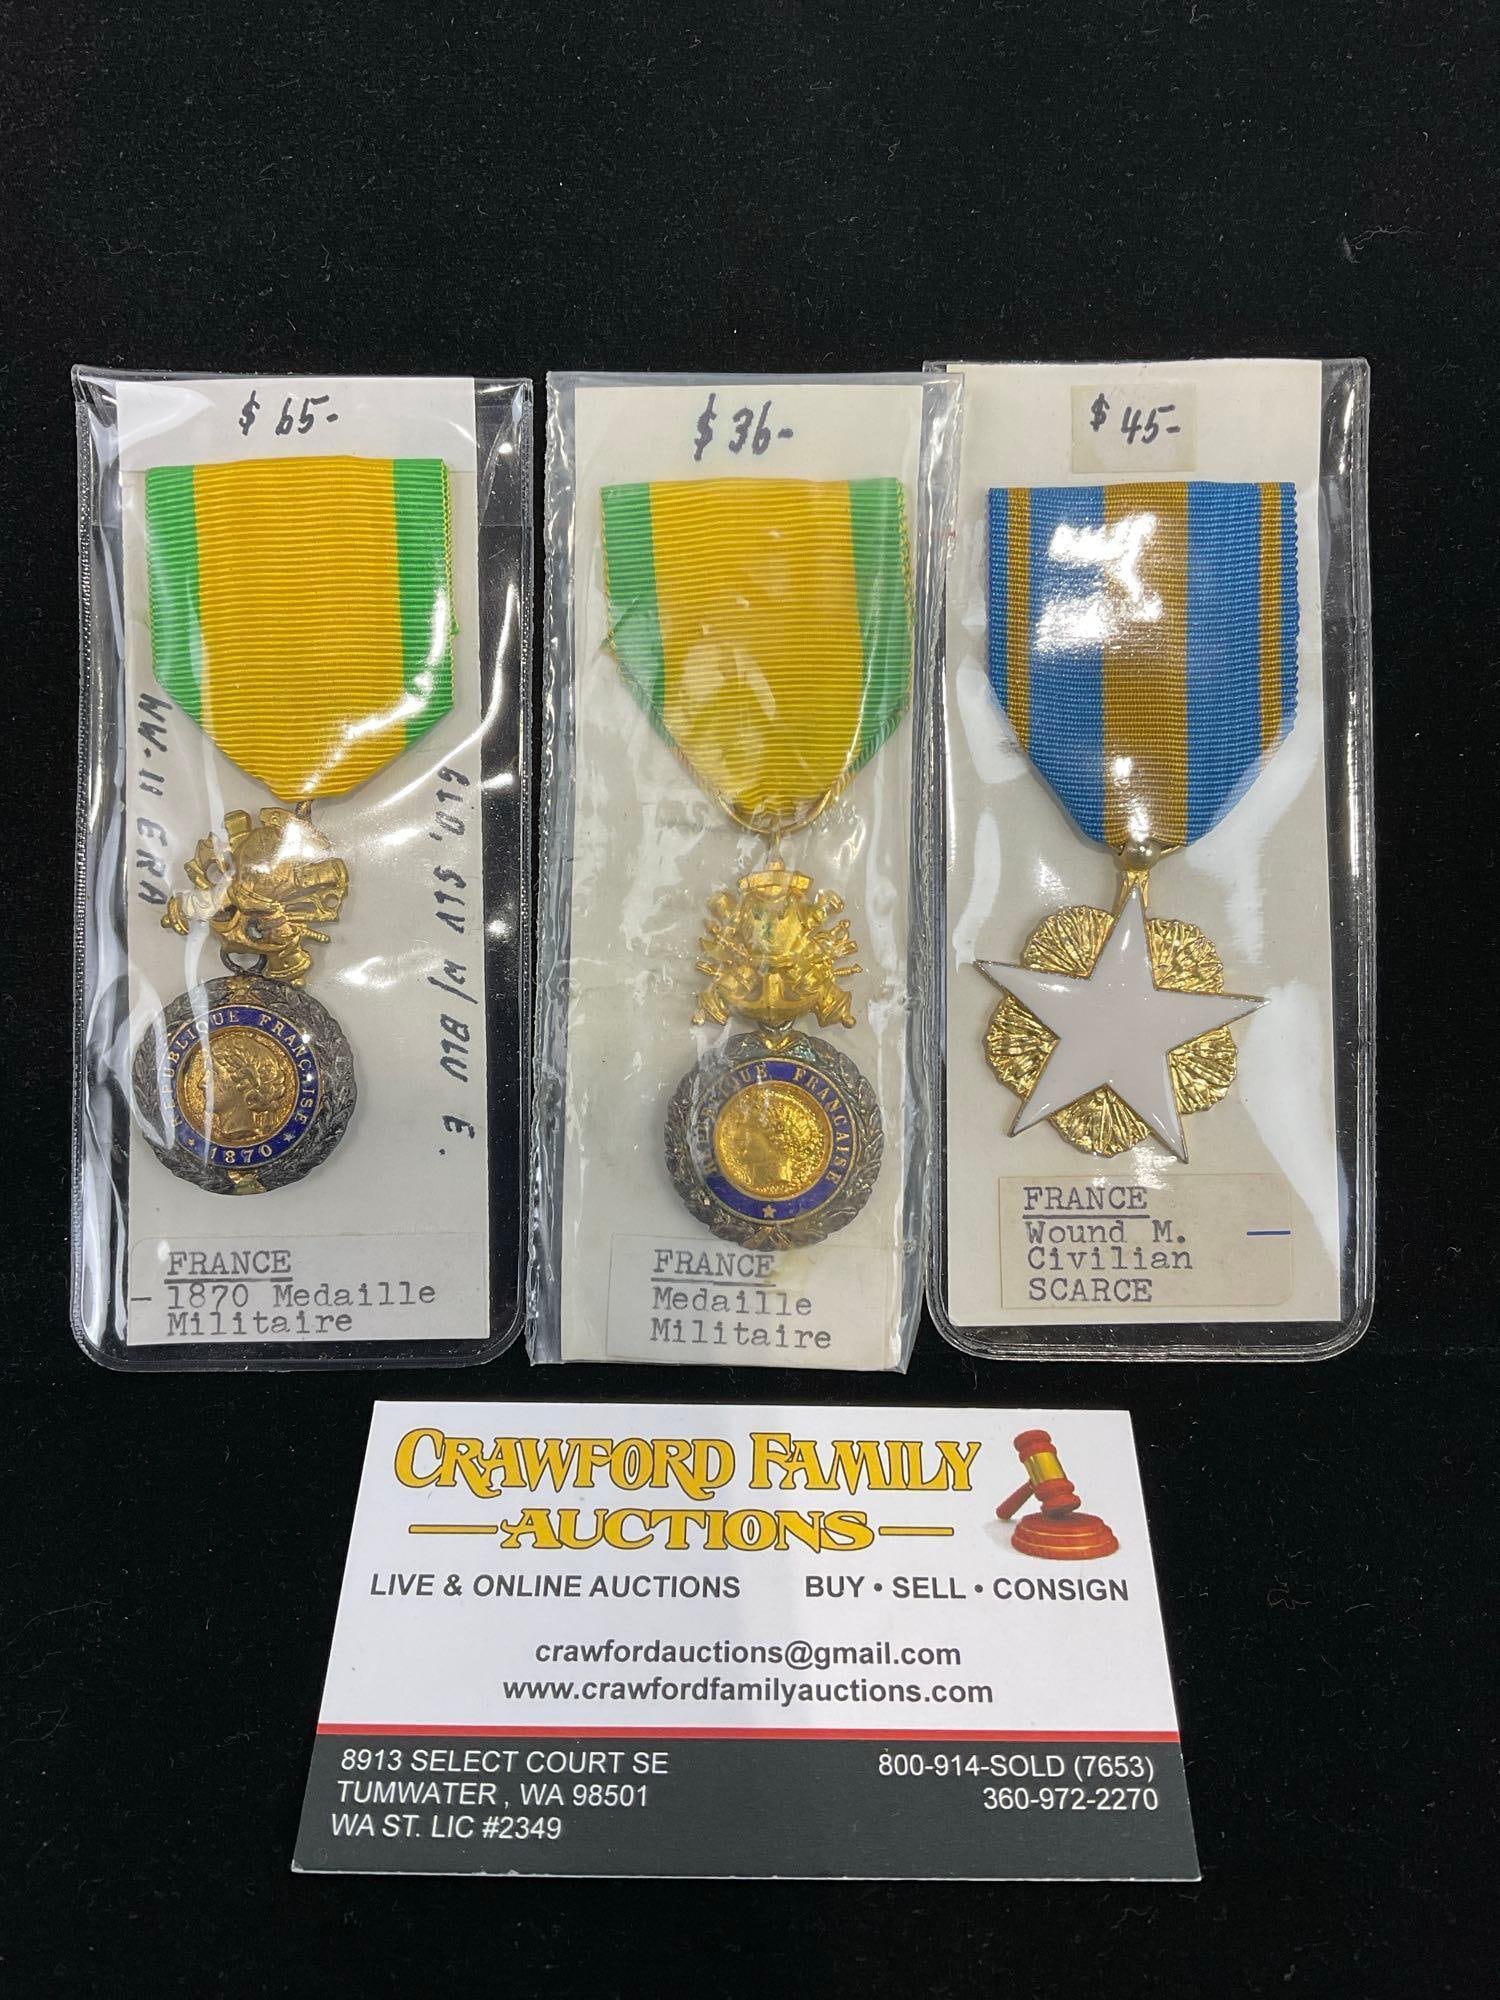 $ 65-
WW. II ERA
GLD, SLV W/ BLU E.
REPUBLIQUE FRANÇAISE
★ 1870 ★
FRANCE
- 1870 Medaille
Militaire
$ 36-
REPUBLIQUE FRANCAISE
FRANCE
Medaille
Militaire
$ 45-
FRANCE
Wound M.
Civilian
SCARCE
CRAWFORD FAMILY
AUCTIONS
LIVE & ONLINE AUCTIONS BUY • SELL • CONSIGN
crawfordauctions@gmail.com
www.crawfordfamilyauctions.com
8913 SELECT COURT SE
TUMWATER , WA 98501
WA ST. LIC #2349
800-914-SOLD (7653)
360-972-2270